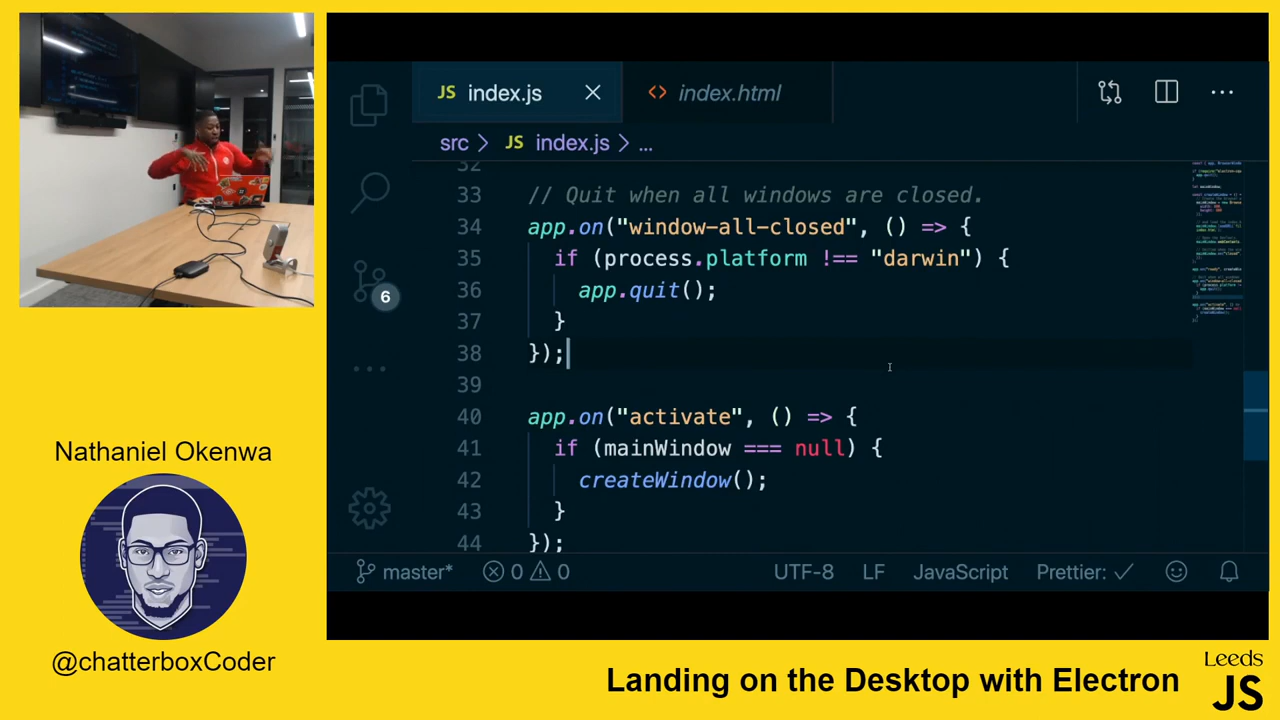 JS index.js
<> index.html
src > JS index.js > ...
32
33 // Quit when all windows are closed.
34 app.on("window-all-closed", () => {
35 if (process.platform !== "darwin") {
36 app.quit();
37 }
38 });
39
40 app.on("activate", () => {
41 if (mainWindow === null) {
42 createWindow();
43 }
44 });
6
master* 0 0 UTF-8 LF JavaScript Prettier: ✓
Nathaniel Okenwa
@chatterboxCoder
Landing on the Desktop with Electron
Leeds
JS